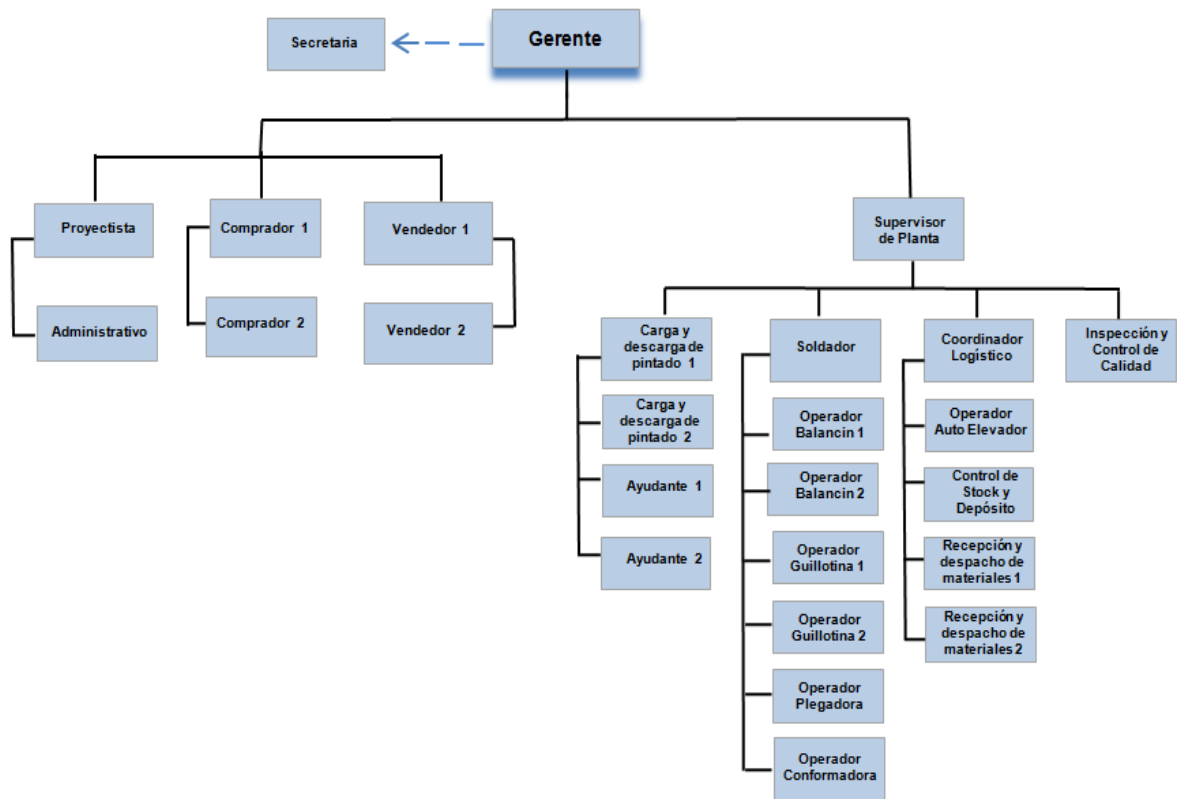 Gerente
Secretaria
Proyectista
Comprador 1
Vendedor 1
Supervisor
de Planta
Administrativo
Comprador 2
Vendedor 2
Carga y
descarga de
pintado 1
Soldador
Coordinador
Logístico
Inspección y
Control de
Calidad
Carga y
descarga de
pintado 2
Operador
Balancin 1
Operador
Auto Elevador
Ayudante 1
Operador
Balancin 2
Control de
Stock y
Depósito
Ayudante 2
Operador
Guillotina 1
Recepción y
despacho de
materiales 1
Operador
Guillotina 2
Recepción y
despacho de
materiales 2
Operador
Plegadora
Operador
Conformadora